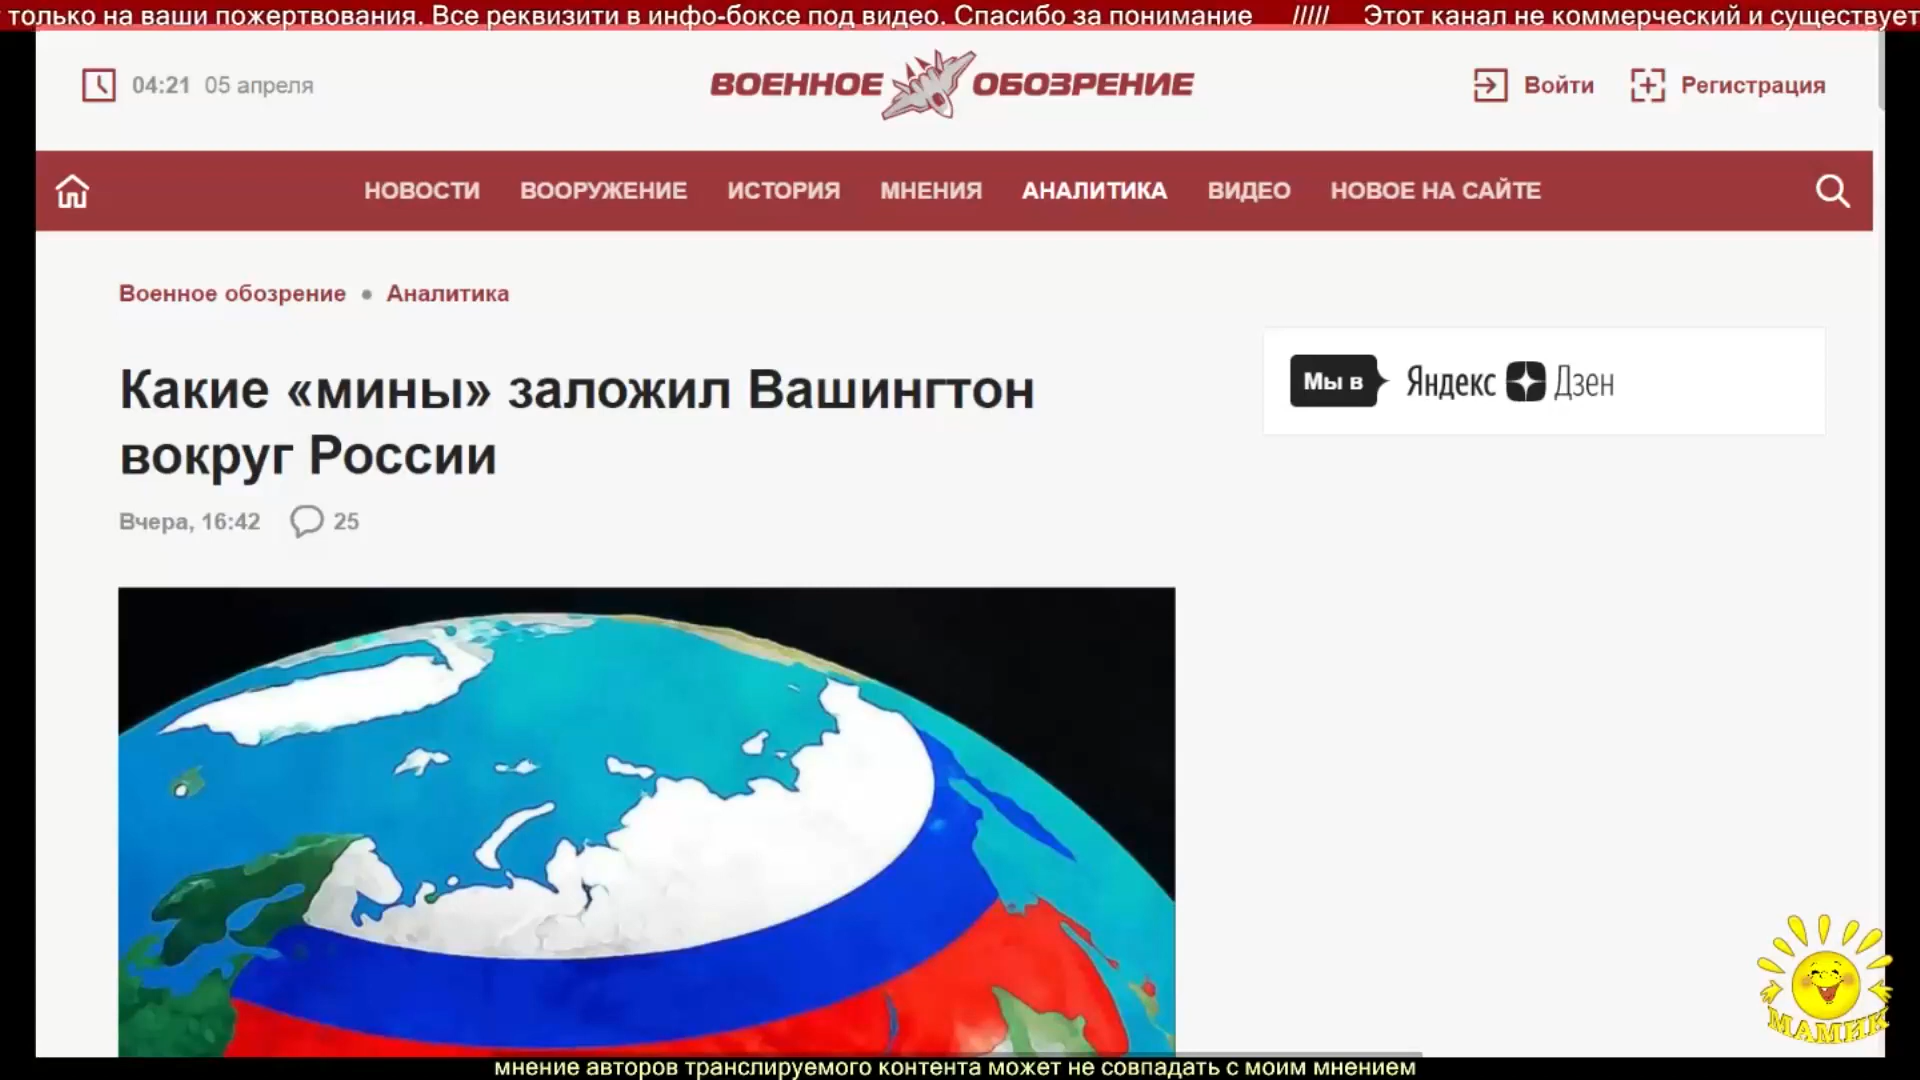 только на ваши пожертвования. Все реквизити в инфо-боксе под видео. Спасибо за понимание ///// Этот канал не коммерческий и существует
04:21 05 апреля
ВОЕННОЕ ОБОЗРЕНИЕ
Войти
Регистрация
НОВОСТИ ВООРУЖЕНИЕ ИСТОРИЯ МНЕНИЯ АНАЛИТИКА ВИДЕО НОВОЕ НА САЙТЕ
Военное обозрение • Аналитика
Какие «мины» заложил Вашингтон
вокруг России
Вчера, 16:42 25
Мы в Яндекс Дзен
МАМИК
мнение авторов транслируемого контента может не совпадать с моим мнением